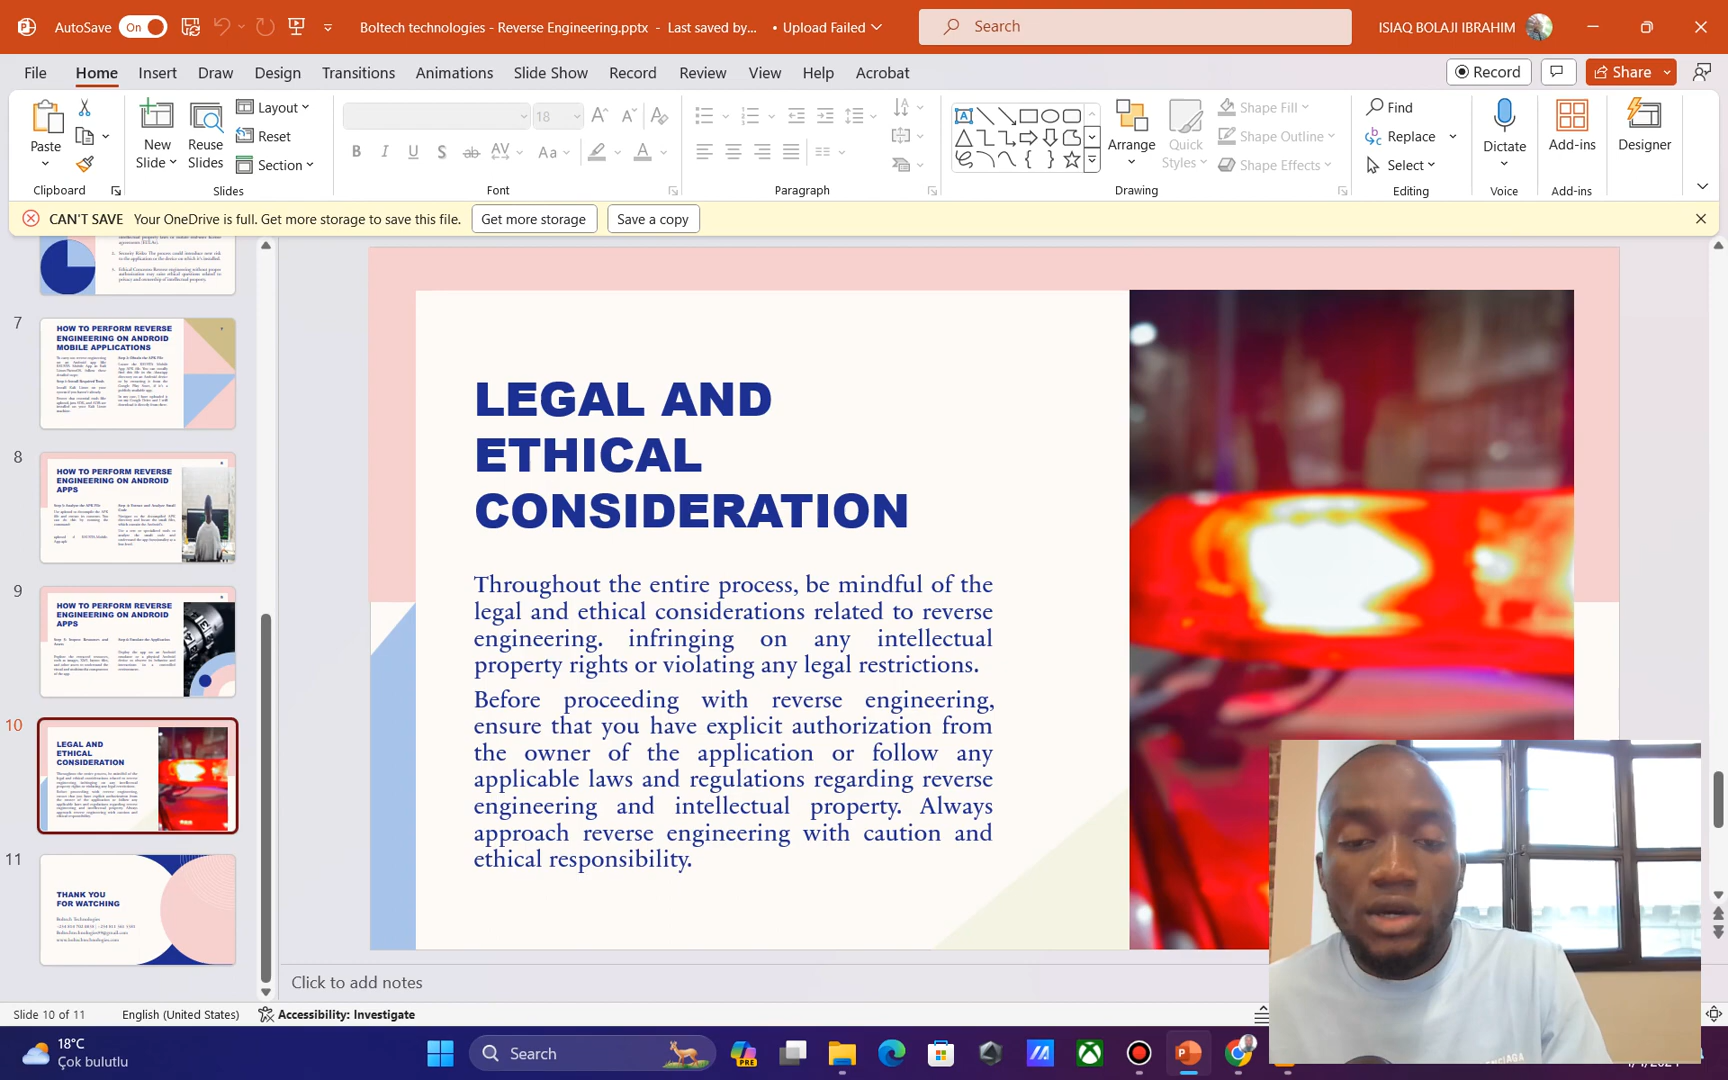 AutoSave On Boltech technologies - Reverse Engineering.pptx - Last saved by... • Upload Failed Search ISIAQ BOLAJI IBRAHIM
File Home Insert Draw Design Transitions Animations Slide Show Record Review View Help Acrobat Record Share
Paste New Slide Reuse Slides Layout Reset Section 18 Arrange Quick Styles Shape Fill Shape Outline Shape Effects Find Replace Select Dictate Add-ins Designer
Clipboard Slides Font Paragraph Drawing Editing Voice Add-ins
CAN'T SAVE Your OneDrive is full. Get more storage to save this file. Get more storage Save a copy
7
HOW TO PERFORM REVERSE
ENGINEERING ON ANDROID
MOBILE APPLICATIONS
8
HOW TO PERFORM REVERSE
ENGINEERING ON ANDROID
APPS
9
HOW TO PERFORM REVERSE
ENGINEERING ON ANDROID
APPS
10
LEGAL AND
ETHICAL
CONSIDERATION
11
THANK YOU
FOR WATCHING
Boltech Technologies
LEGAL AND
ETHICAL
CONSIDERATION
Throughout the entire process, be mindful of the
legal and ethical considerations related to reverse
engineering. infringing on any intellectual
property rights or violating any legal restrictions.
Before proceeding with reverse engineering,
ensure that you have explicit authorization from
the owner of the application or follow any
applicable laws and regulations regarding reverse
engineering and intellectual property. Always
approach reverse engineering with caution and
ethical responsibility.
Click to add notes
Slide 10 of 11 English (United States) Accessibility: Investigate
18°C
Çok bulutlu
Search
PRE